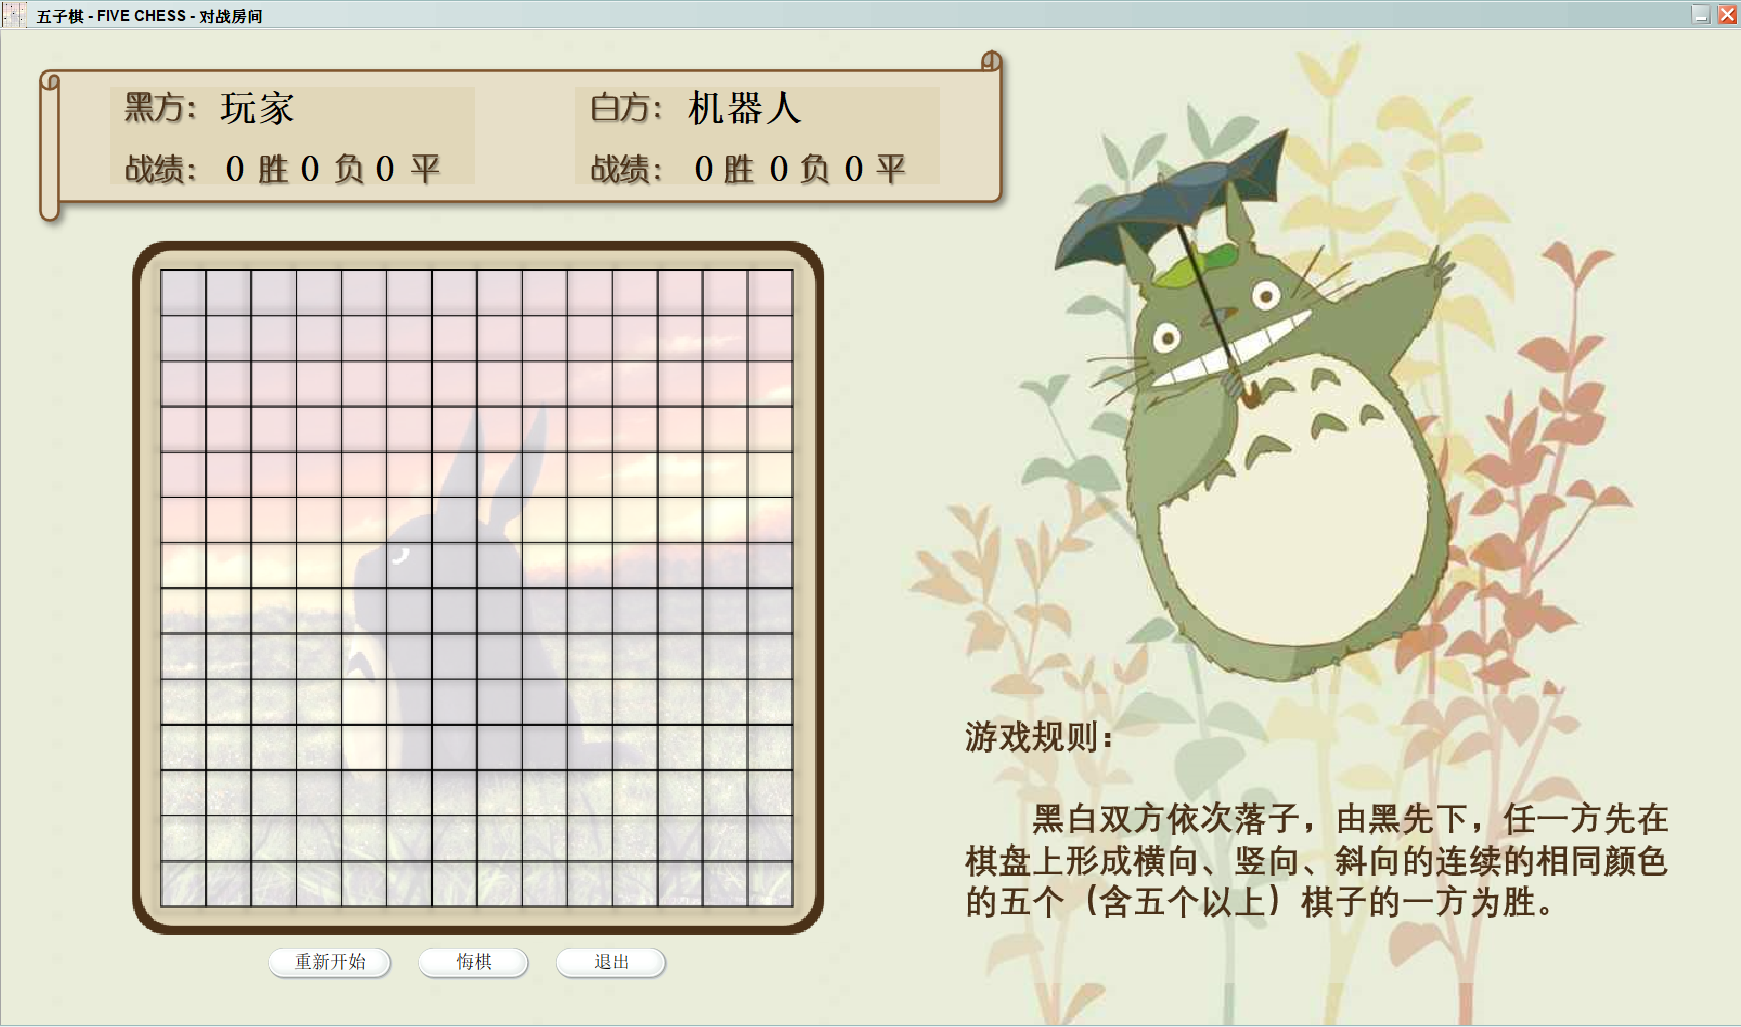 五子棋 - FIVE CHESS - 对战房间
黑方： 玩家
白方： 机器人
战绩： 0 胜 0 负 0 平
战绩： 0 胜 0 负 0 平
游戏规则：
黑白双方依次落子，由黑先下，任一方先在
棋盘上形成横向、竖向、斜向的连续的相同颜色
的五个（含五个以上）棋子的一方为胜。
重新开始
悔棋
退出